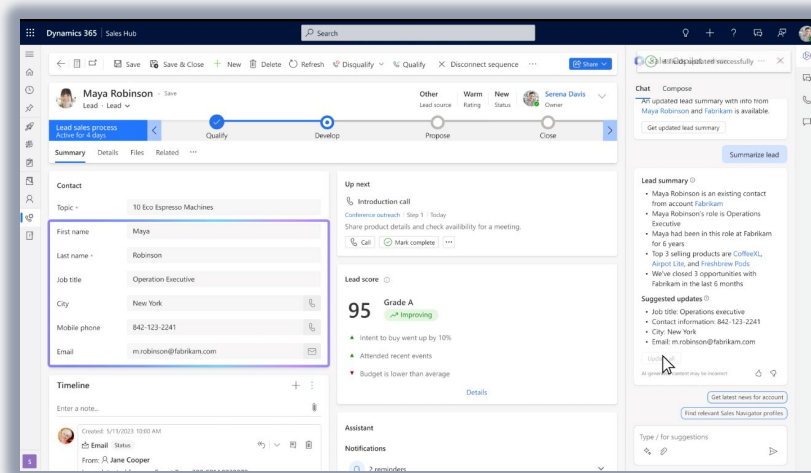 Dynamics 365 | Sales Hub
Search
Save
Save & Close
New
Delete
Refresh
Disqualify
Qualify
Disconnect sequence
Share
Maya Robinson - Save
Lead · Lead
Other
Lead source
Warm
Rating
New
Status
Serena Davis
Owner
Lead sales process
Active for 4 days
Qualify
Develop
Propose
Close
Summary
Details
Files
Related
Contact
Topic *
10 Eco Espresso Machines
First name
Maya
Last name *
Robinson
Job title
Operation Executive
City
New York
Mobile phone
842-123-2241
Email
m.robinson@fabrikam.com
Timeline
Enter a note...
Created: 5/11/2023 10:00 AM
Email Status
From: Jane Cooper
Up next
Introduction call
Conference outreach | Step 1 | Today
Share product details and check availibility for a meeting.
Call
Mark complete
Lead score
95
Grade A
Improving
Intent to buy went up by 10%
Attended recent events
Budget is lower than average
Details
Assistant
Notifications
2 reminders
updated successfully
Chat
Compose
An updated lead summary with info from
Maya Robinson and Fabrikam is available.
Get updated lead summary
Summarize lead
Lead summary
• Maya Robinson is an existing contact
from account Fabrikam
• Maya Robinson's role is Operations
Executive
• Maya had been in this role at Fabrikam
for 6 years
• Top 3 selling products are CoffeeXL,
Airpot Lite, and Freshbrew Pods
• We've closed 3 opportunities with
Fabrikam in the last 6 months
Suggested updates
• Job title: Operations executive
• Contact information: 842-123-2241
• City: New York
• Email: m.robinson@fabrikam.com
content may be incorrect
Get latest news for account
Find relevant Sales Navigator profiles
Type / for suggestions
S